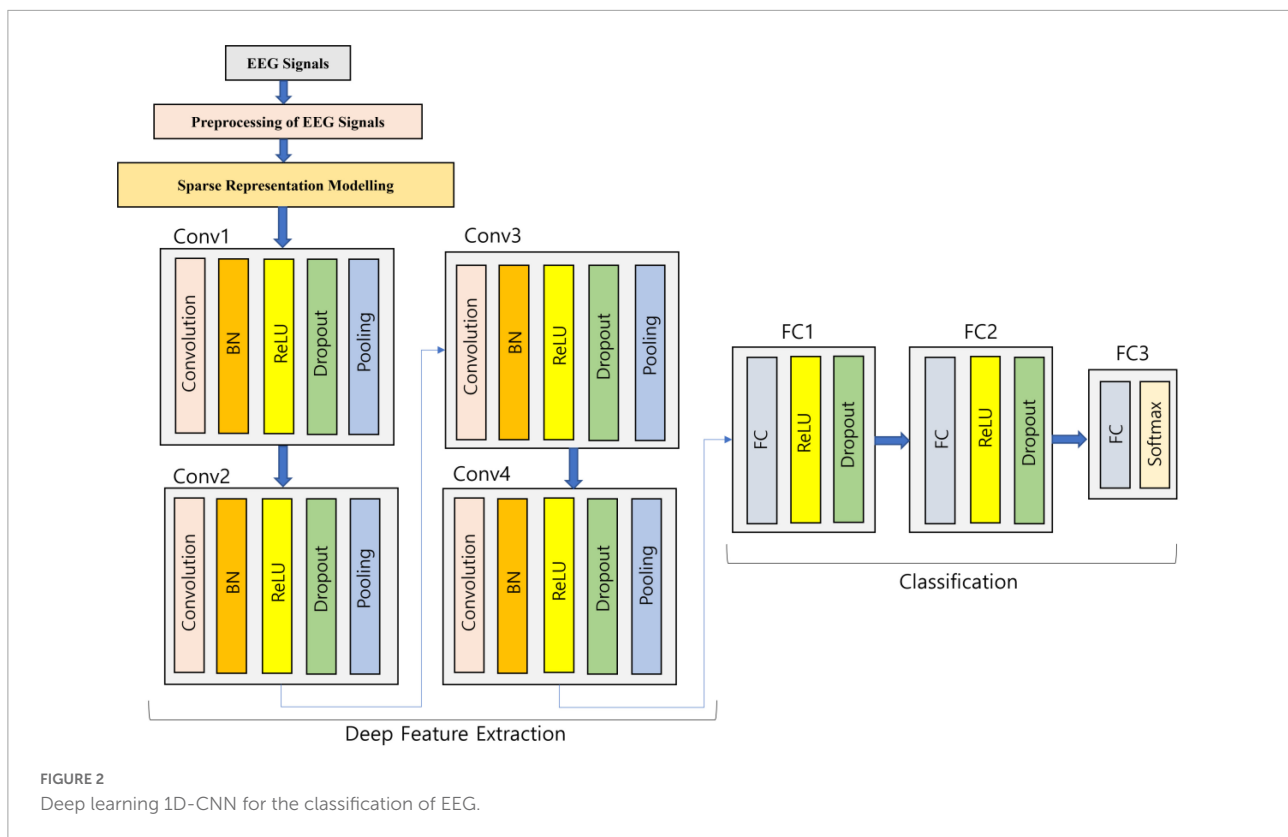 EEG Signals
Preprocessing of EEG Signals
Sparse Representation Modelling
Conv1
Convolution
BN
ReLU
Dropout
Pooling
Conv2
Convolution
BN
ReLU
Dropout
Pooling
Conv3
Convolution
BN
ReLU
Dropout
Pooling
Conv4
Convolution
BN
ReLU
Dropout
Pooling
Deep Feature Extraction
FC1
FC
ReLU
Dropout
FC2
FC
ReLU
Dropout
FC3
FC
Softmax
Classification
FIGURE 2
Deep learning 1D-CNN for the classification of EEG.